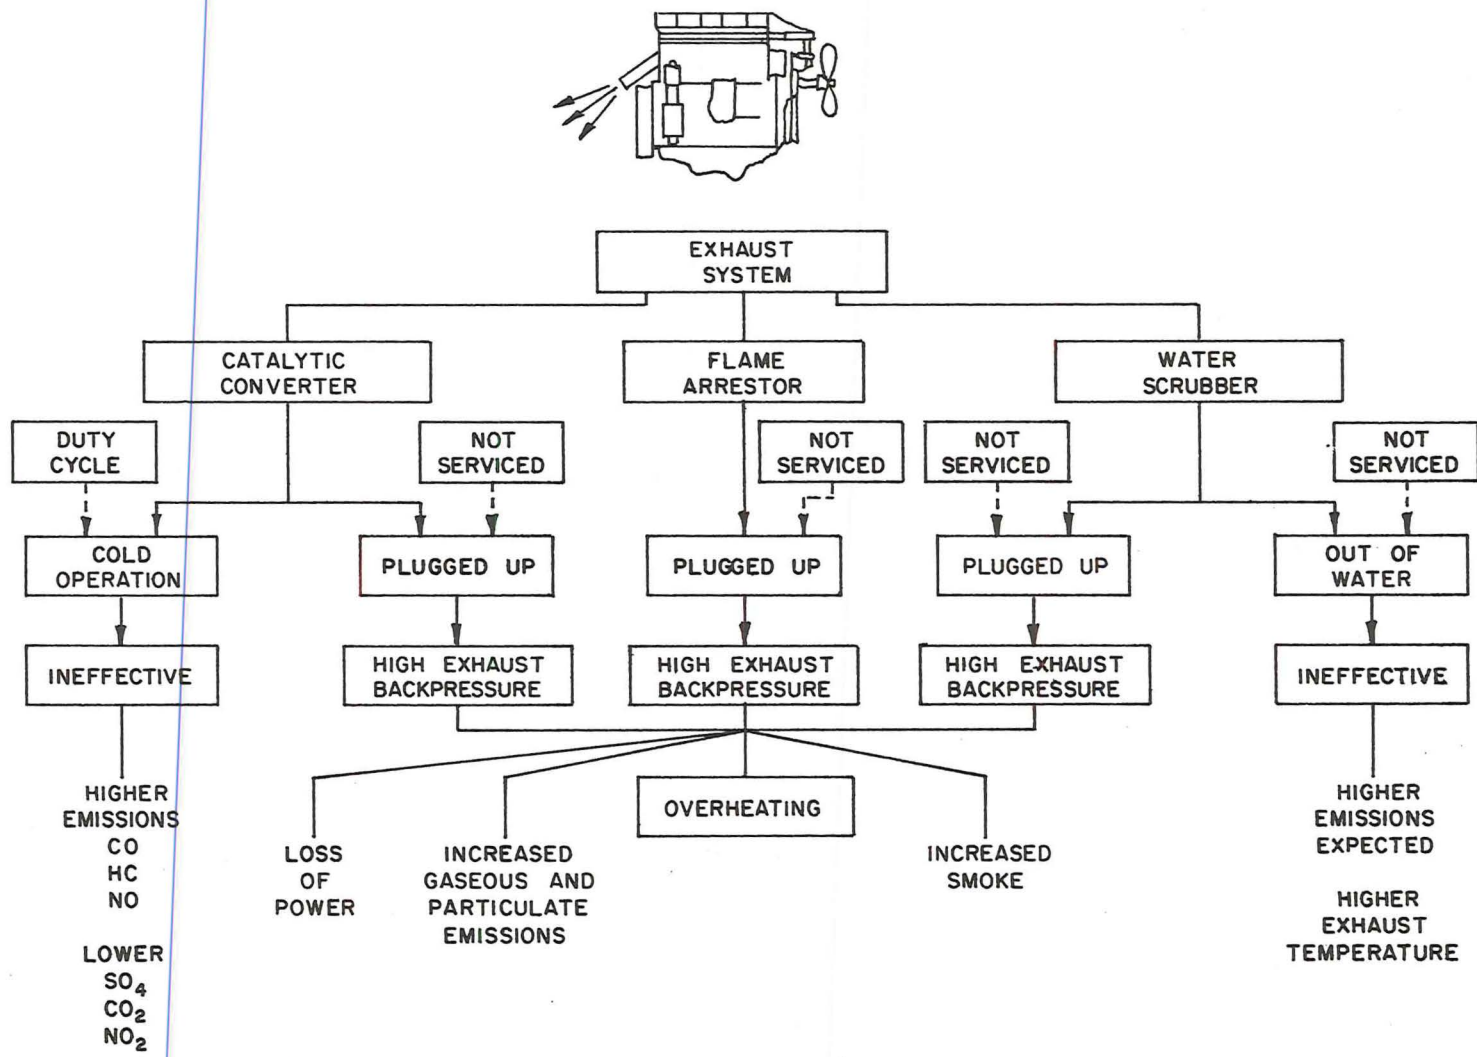 EXHAUST
SYSTEM
CATALYTIC
CONVERTER
FLAME
ARRESTOR
WATER
SCRUBBER
DUTY
CYCLE
NOT
SERVICED
NOT
SERVICED
NOT
SERVICED
NOT
SERVICED
COLD
OPERATION
PLUGGED UP
PLUGGED UP
PLUGGED UP
OUT OF
WATER
INEFFECTIVE
HIGH EXHAUST
BACKPRESSURE
HIGH EXHAUST
BACKPRESSURE
HIGH EXHAUST
BACKPRESSURE
INEFFECTIVE
HIGHER
EMISSIONS
CO
HC
NO
LOWER
SO₄
CO₂
NO₂
LOSS
OF
POWER
INCREASED
GASEOUS AND
PARTICULATE
EMISSIONS
OVERHEATING
INCREASED
SMOKE
HIGHER
EMISSIONS
EXPECTED
HIGHER
EXHAUST
TEMPERATURE